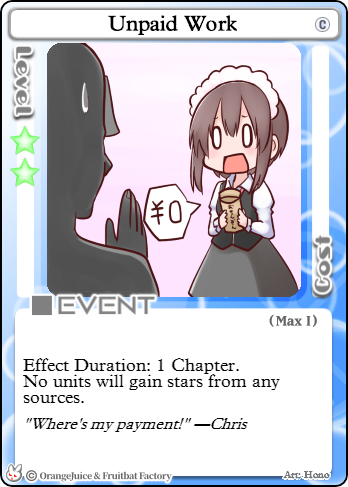 Unpaid Work
C
Level
¥0
Cost
EVENT
(Max 1)
Effect Duration: 1 Chapter.
No units will gain stars from any
sources.
"Where's my payment!" —Chris
© OrangeJuice & Fruitbat Factory
Art: Hono